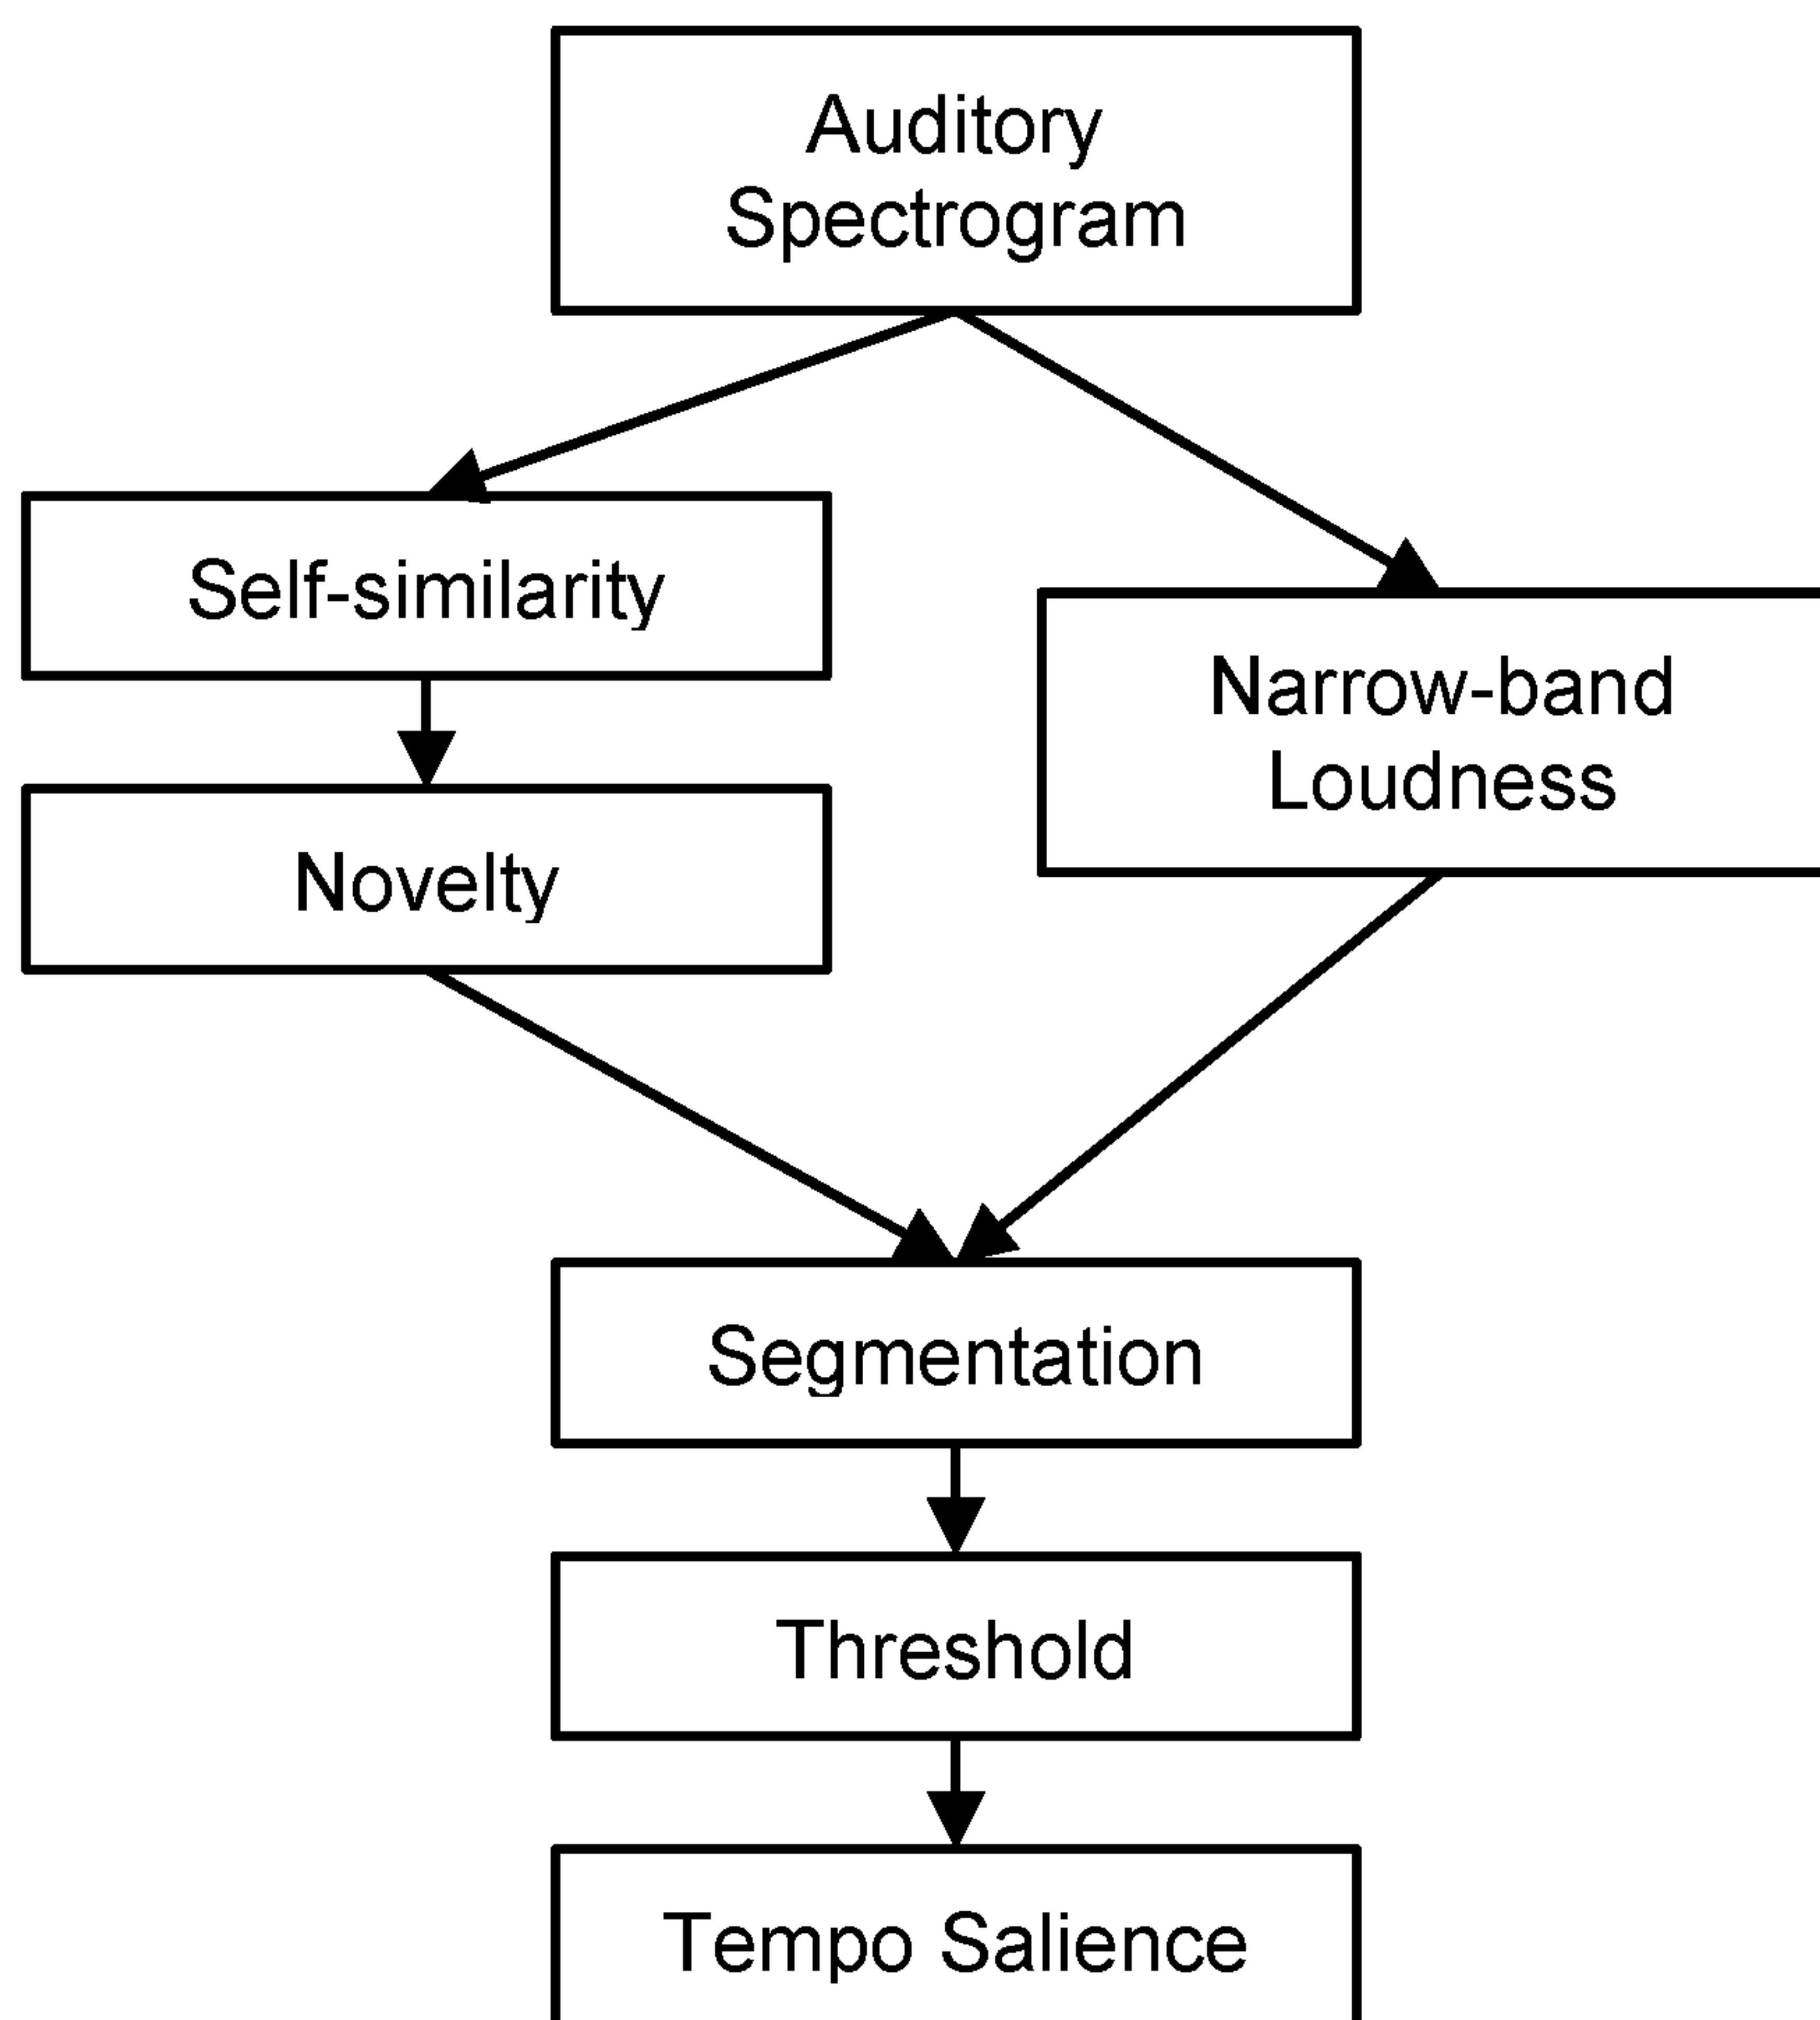 Auditory
Spectrogram
Self-similarity
Narrow-band
Loudness
Novelty
Segmentation
Threshold
Tempo Salience